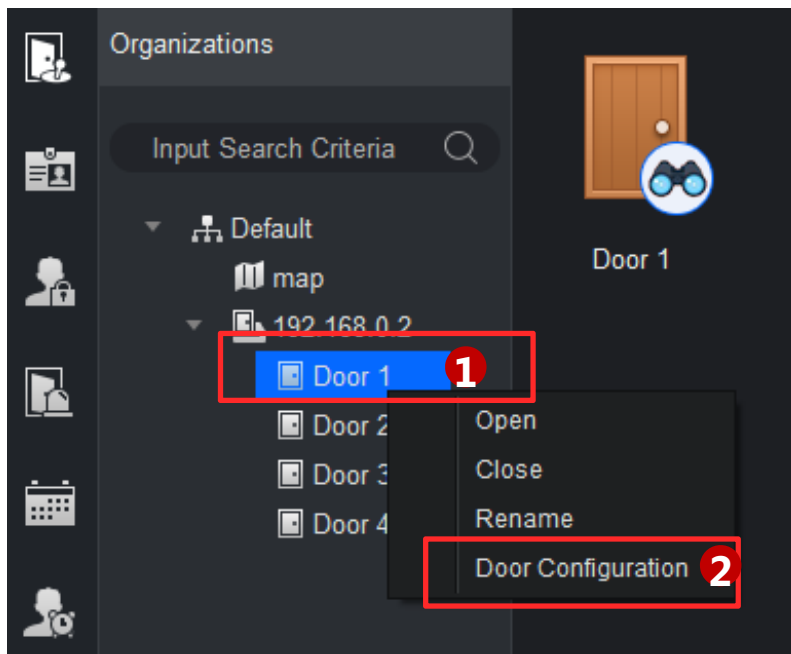 Organizations
Input Search Criteria
Default
map
192.168.0.2
Door 1
1
Door 2
Door 3
Door 4
Open
Close
Rename
Door Configuration
2
Door 1